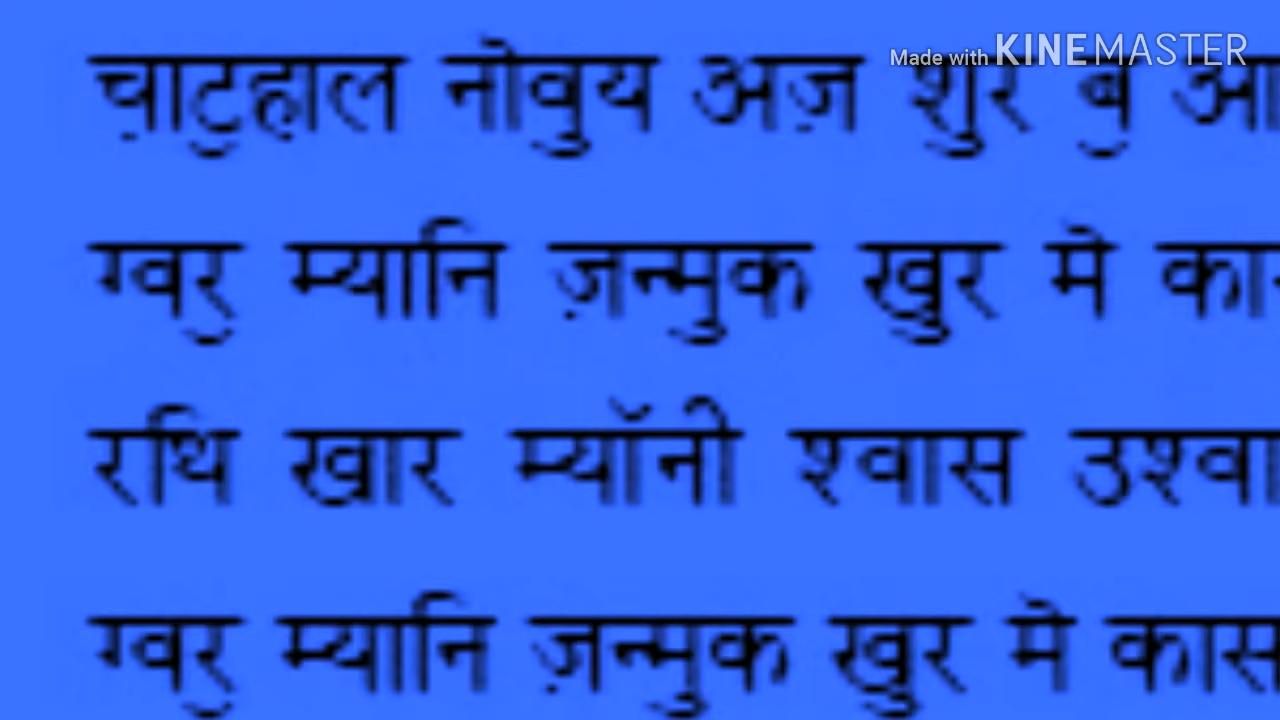 Made with KINEMASTER
च़ाटुहा़ल नोवुय अज़ शुर बु
ग्वरु म्यानि ज़न्मुक खुर मे
रथि खार म्यॉनी श्वास
ग्वरु म्यानि ज़न्मुक खुर मे